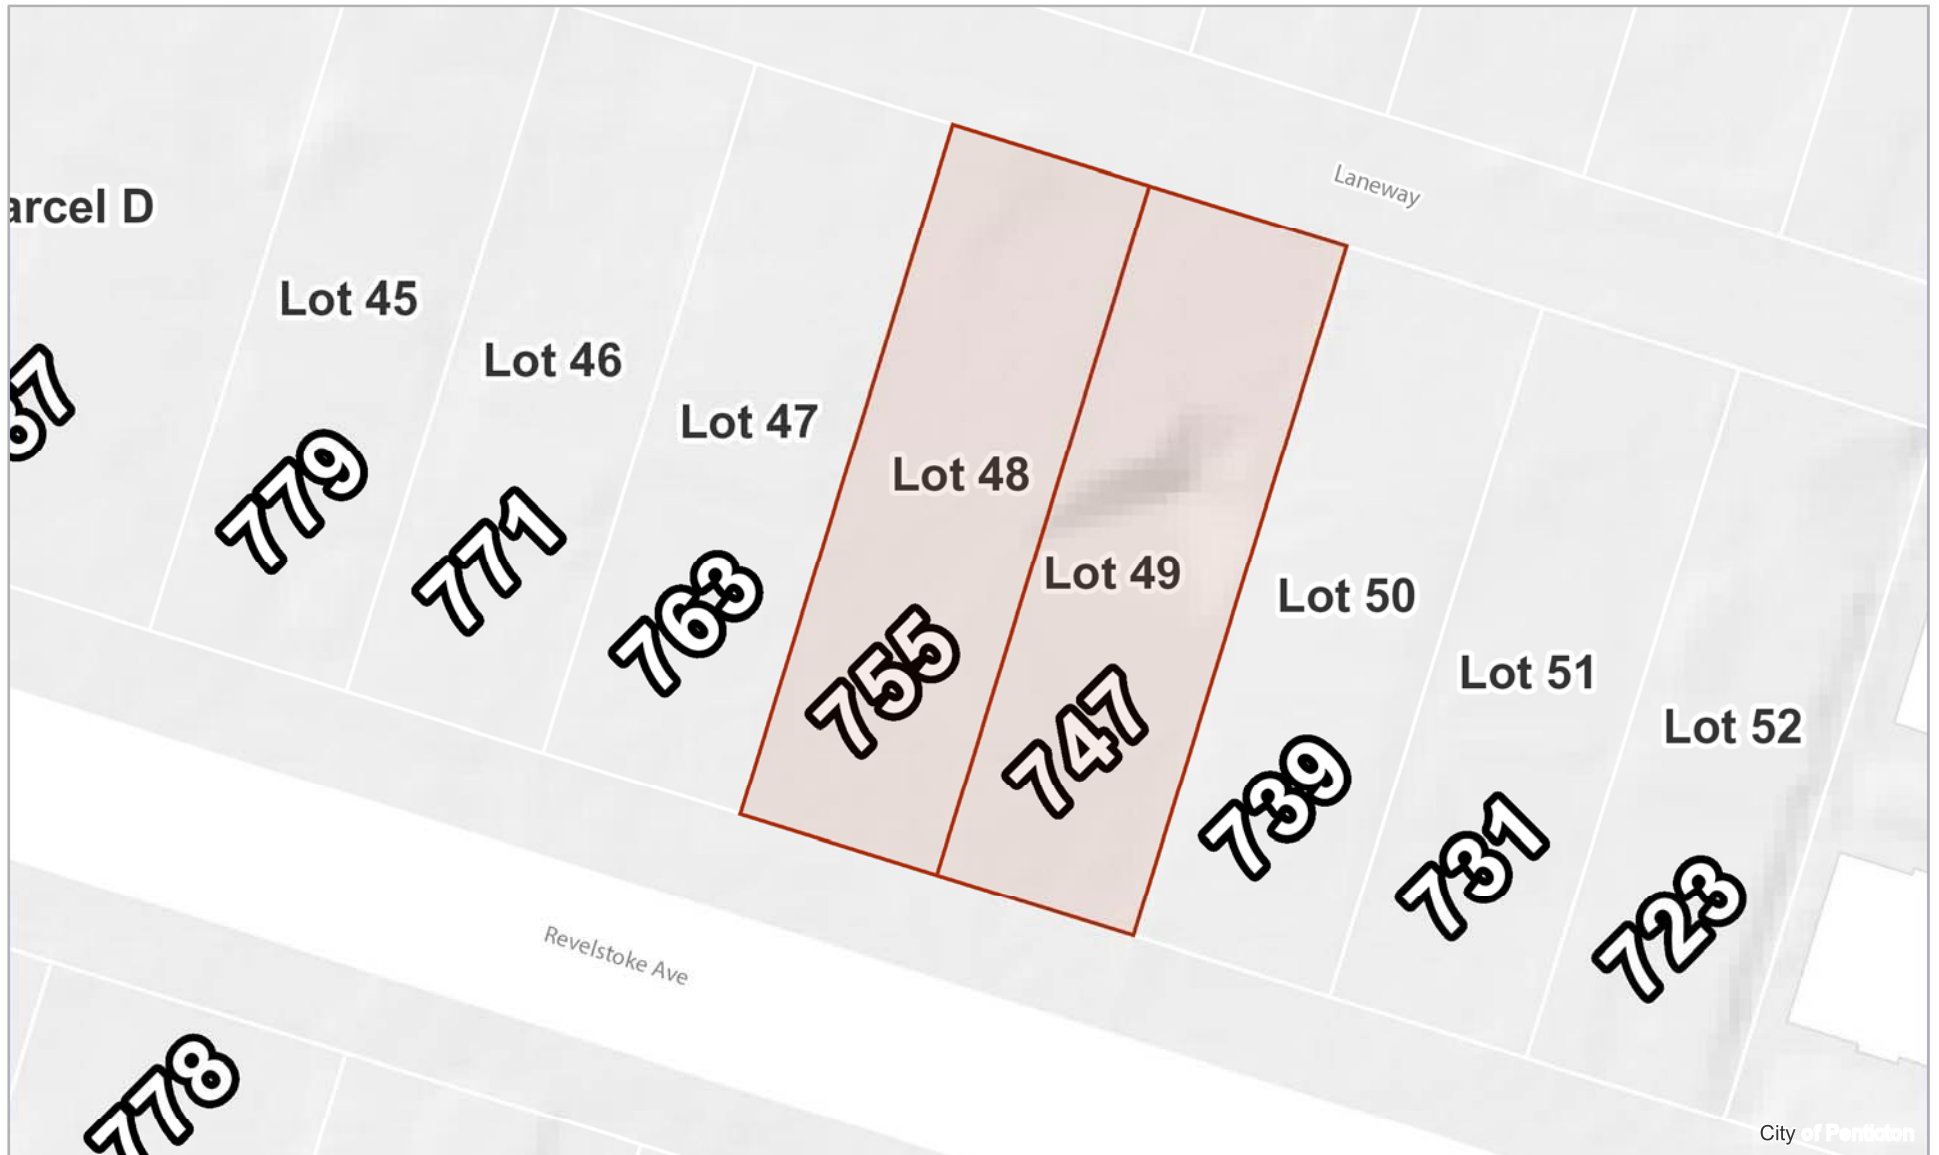 Laneway
arcel D
Lot 45
Lot 46
Lot 47
Lot 48
Lot 49
Lot 50
Lot 51
Lot 52
37
779
771
763
755
747
739
731
723
Revelstoke Ave
778
City of Penticton